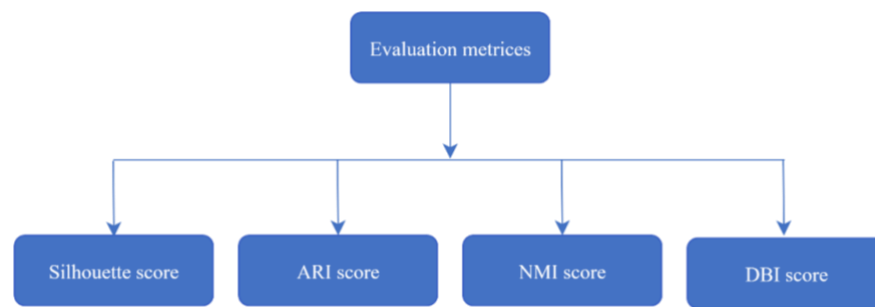 Evaluation metrices
Silhouette score
ARI score
NMI score
DBI score